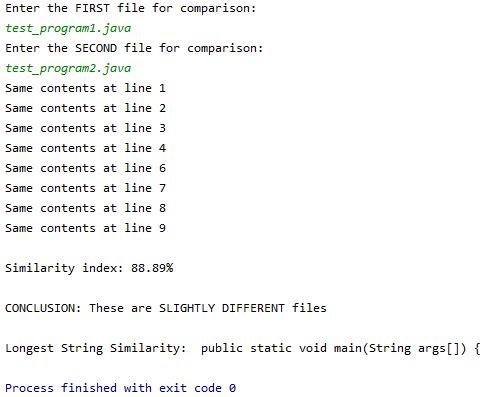 Enter the FIRST file for comparison:
test_program1.java
Enter the SECOND file for comparison:
test_program2.java
Same contents at line 1
Same contents at line 2
Same contents at line 3
Same contents at line 4
Same contents at line 6
Same contents at line 7
Same contents at line 8
Same contents at line 9
Similarity index: 88.89%
CONCLUSION: These are SLIGHTLY DIFFERENT files
Longest String Similarity:  public static void main(String args[]) {
Process finished with exit code 0